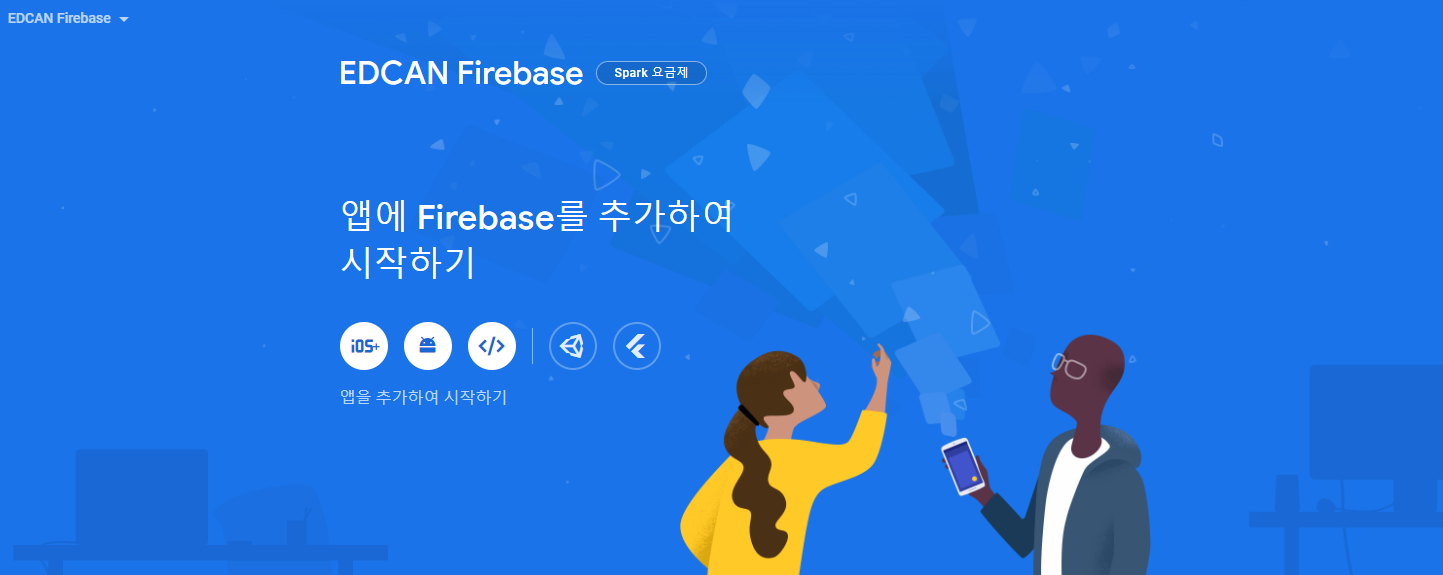 EDCAN Firebase
EDCAN Firebase Spark 요금제
앱에 Firebase를 추가하여
시작하기
iOS+
앱을 추가하여 시작하기